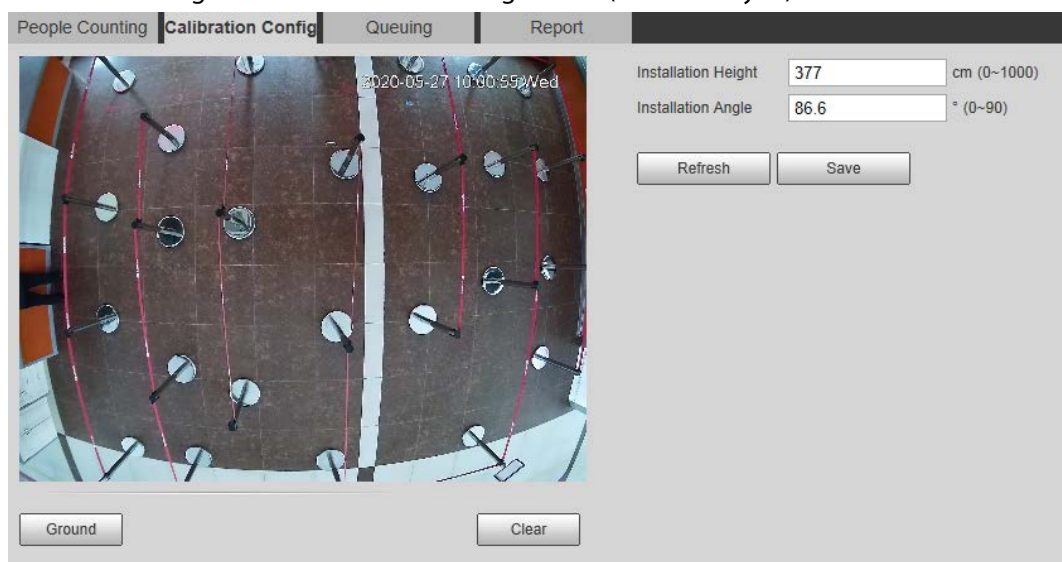 People Counting Calibration Config Queuing Report
2020-05-27 10:00:55 Wed
Installation Height 377 cm (0~1000)
Installation Angle 86.6 ° (0~90)
Refresh Save
Ground Clear